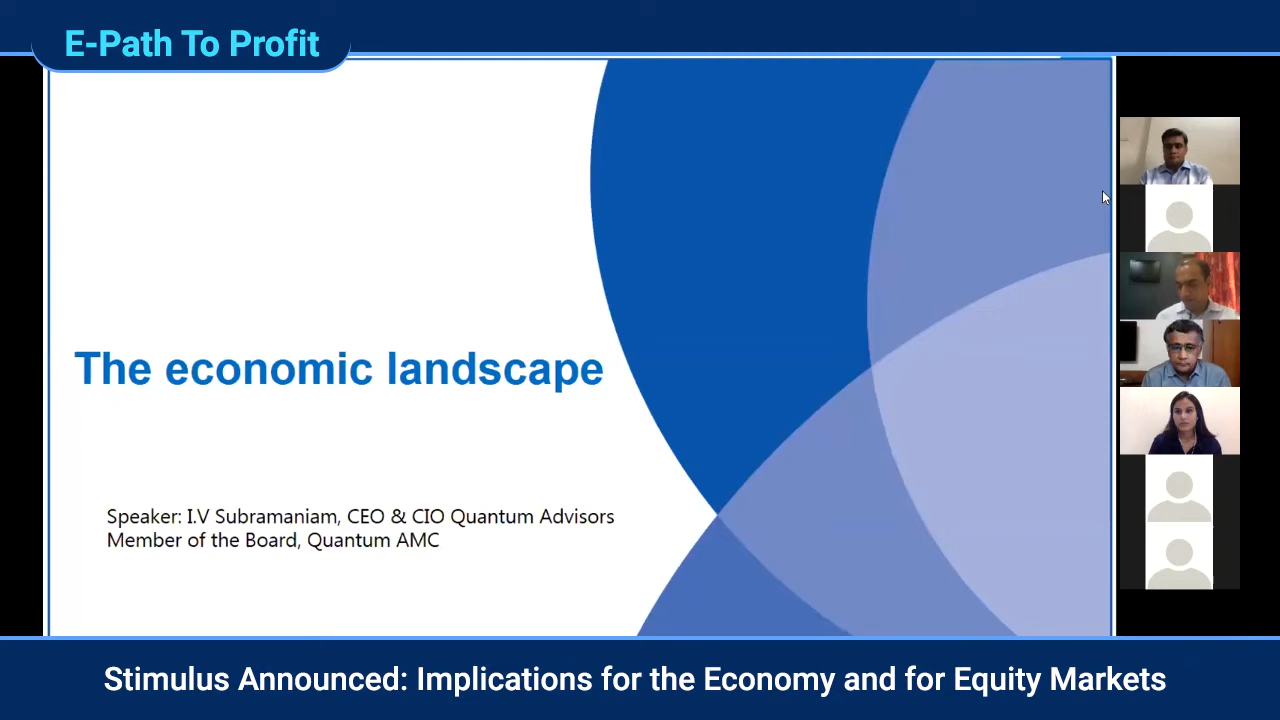 E-Path To Profit
The economic landscape
Speaker: I.V Subramaniam, CEO & CIO Quantum Advisors
Member of the Board, Quantum AMC
Stimulus Announced: Implications for the Economy and for Equity Markets